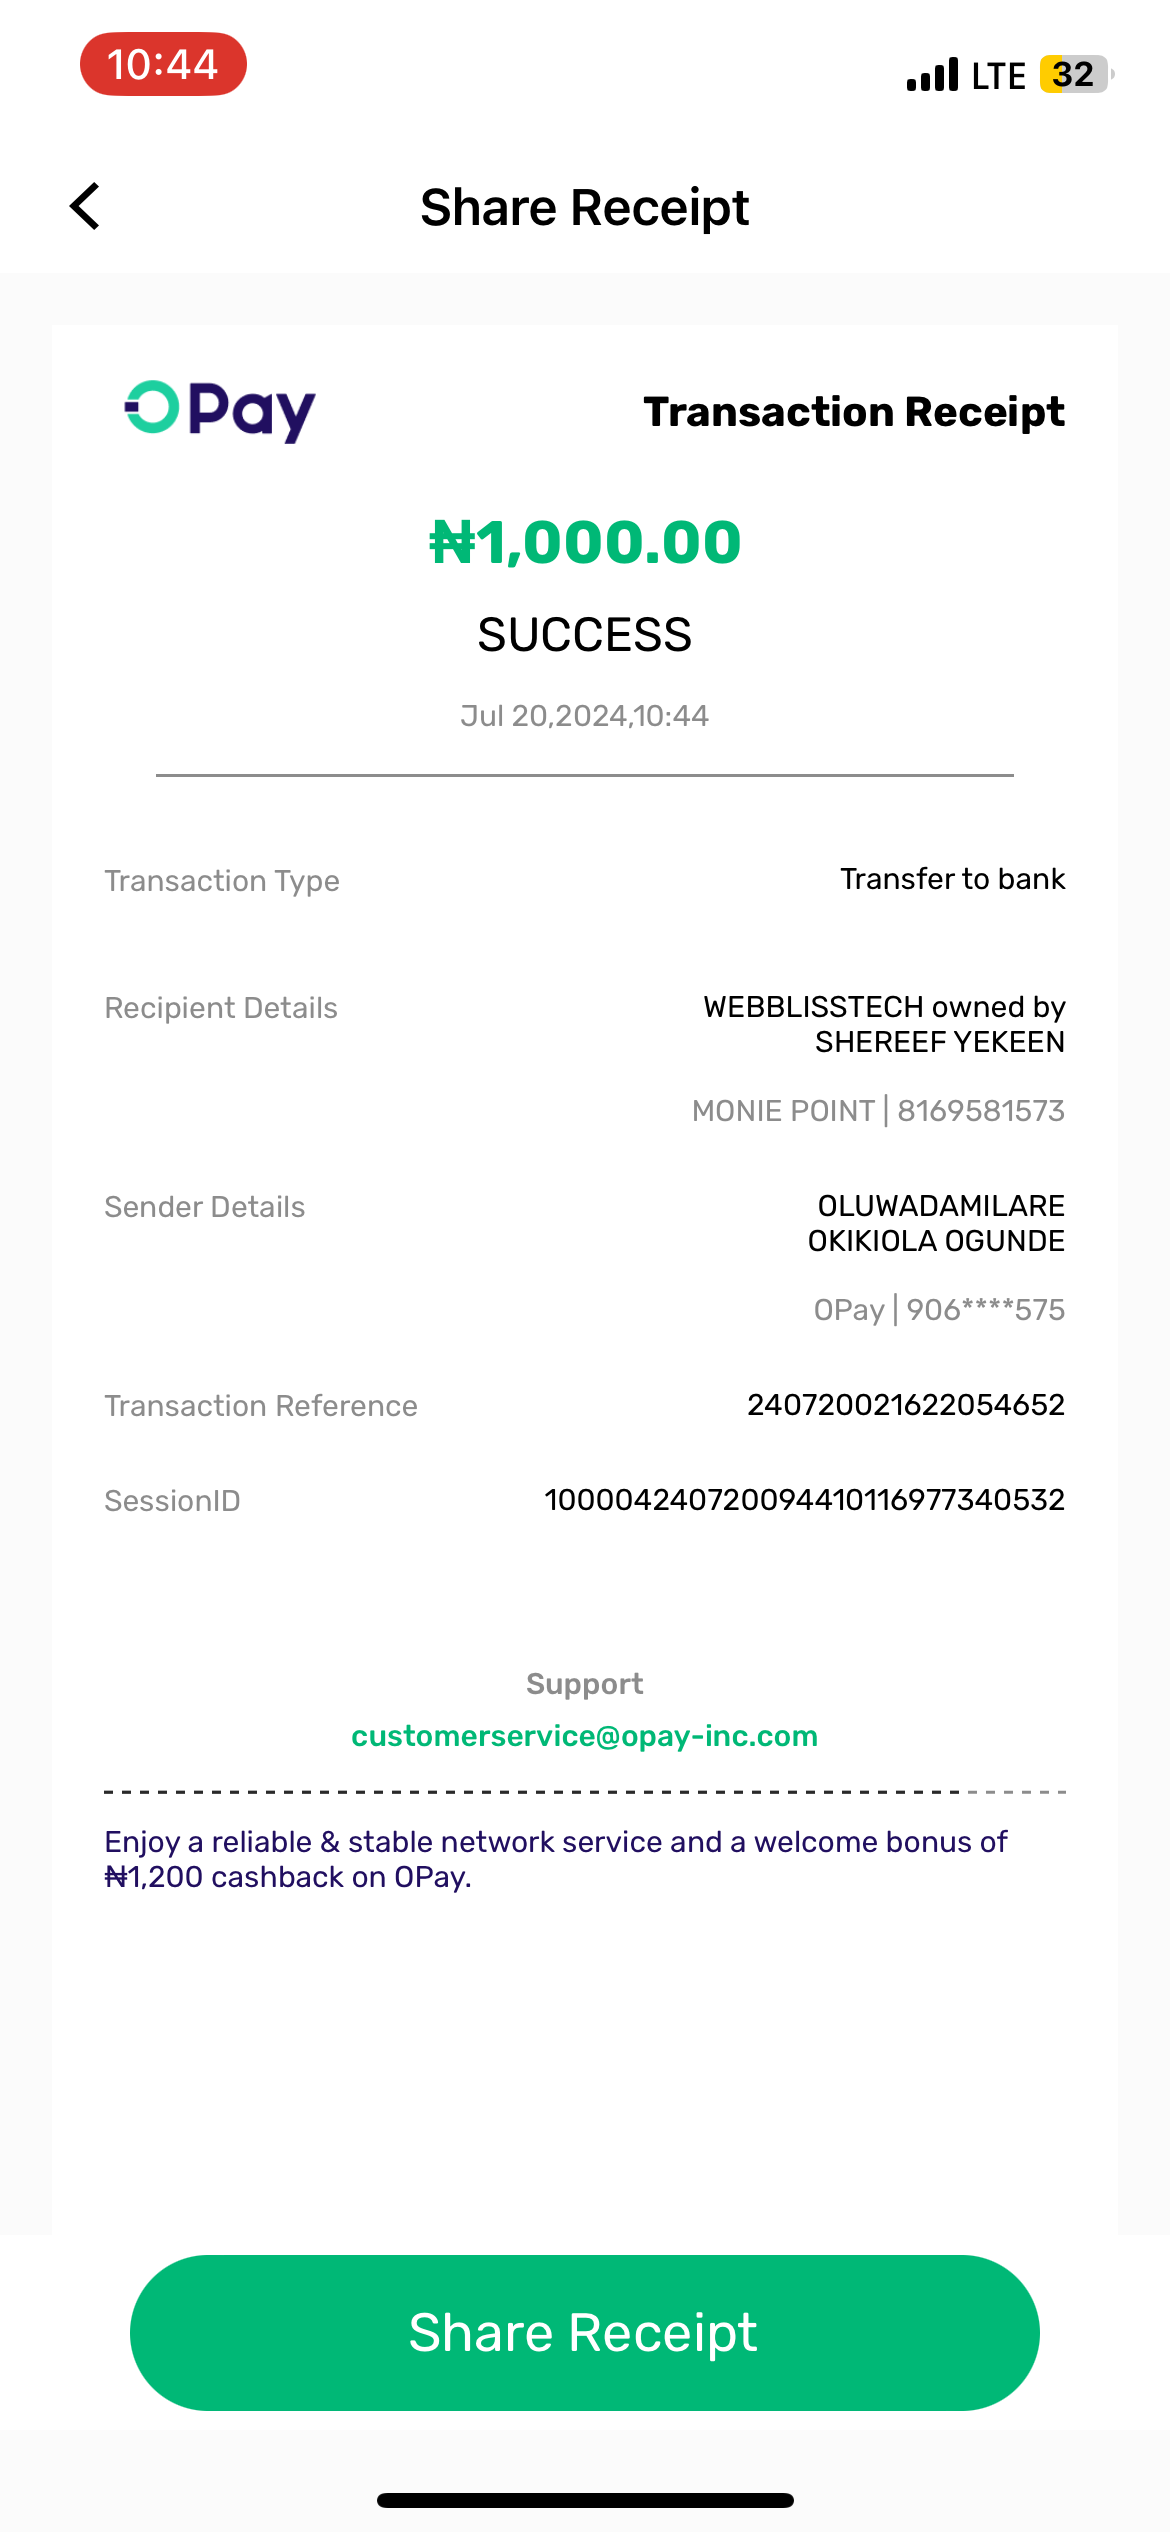 10:44
LTE 32
Share Receipt
OPay
Transaction Receipt
₦1,000.00
SUCCESS
Jul 20,2024,10:44
Transaction Type
Transfer to bank
Recipient Details
WEBBLISSTECH owned by
SHEREEF YEKEEN
MONIE POINT | 8169581573
Sender Details
OLUWADAMILARE
OKIKIOLA OGUNDE
OPay | 906****575
Transaction Reference
240720021622054652
SessionID
100004240720094410116977340532
Support
customerservice@opay-inc.com
Enjoy a reliable & stable network service and a welcome bonus of
₦1,200 cashback on OPay.
Share Receipt